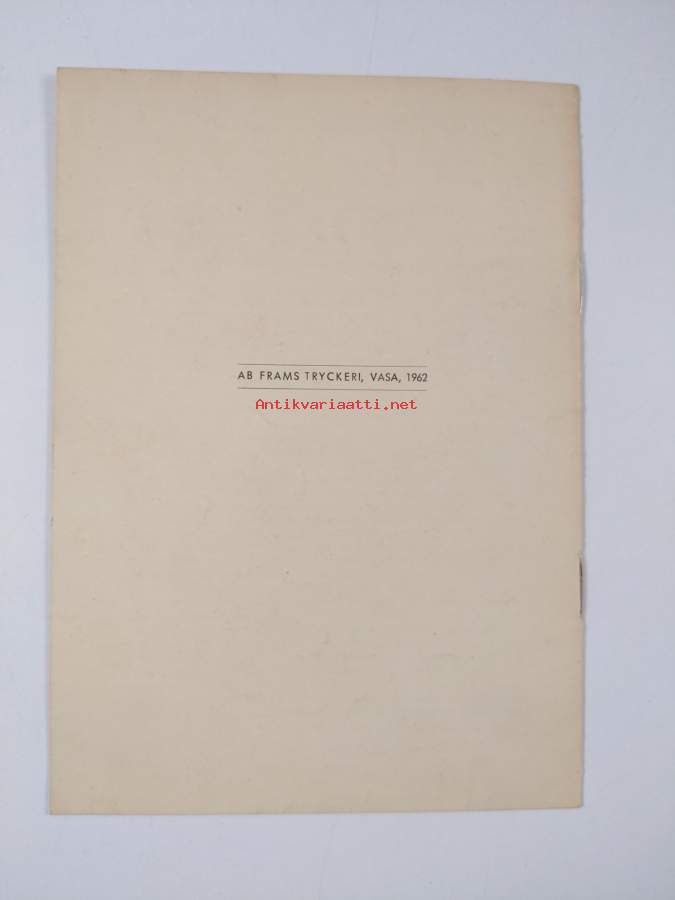 AB FRAMS TRYCKERI, VASA, 1962
Antikvariaatti.net